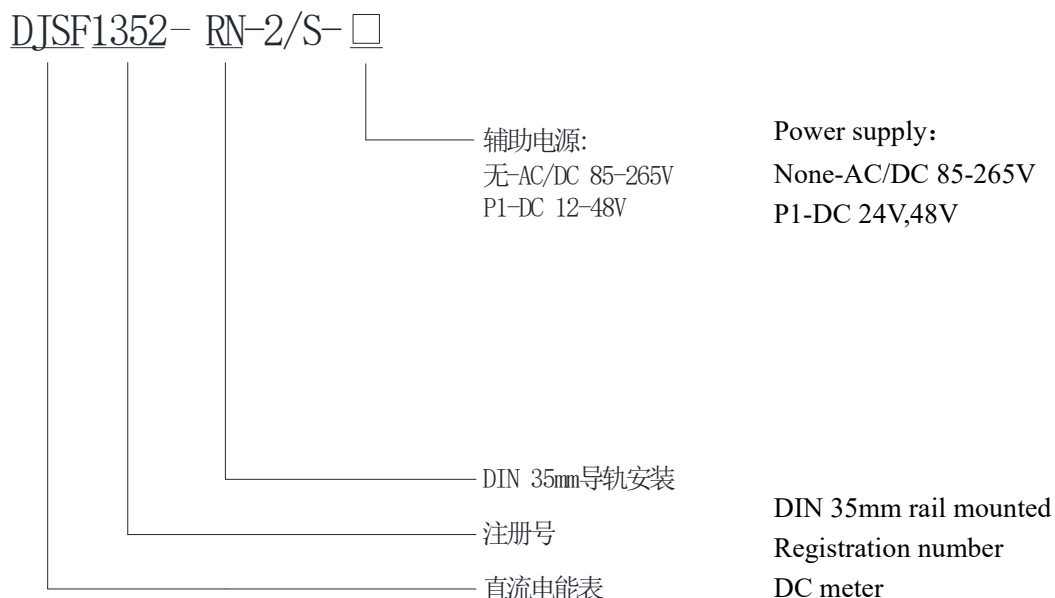 DJSF1352- RN-2/S-□
辅助电源:
无-AC/DC 85-265V
P1-DC 12-48V
Power supply：
None-AC/DC 85-265V
P1-DC 24V,48V
DIN 35mm导轨安装
注册号
直流电能表
DIN 35mm rail mounted
Registration number
DC meter